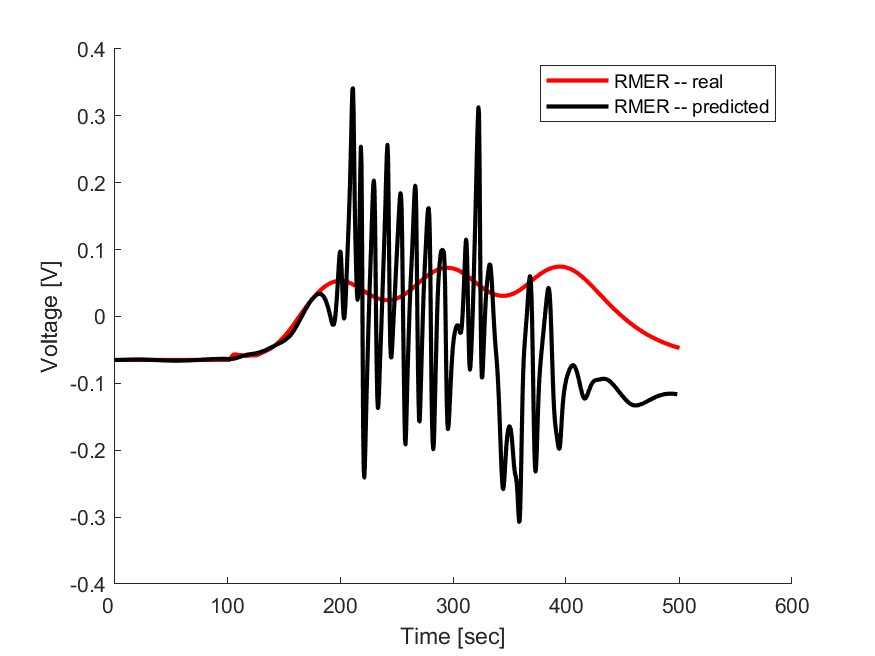 0.4
0.3
0.2
0.1
0
-0.1
-0.2
-0.3
-0.4
Voltage [V]
RMER -- real
RMER -- predicted
0 100 200 300 400 500 600
Time [sec]